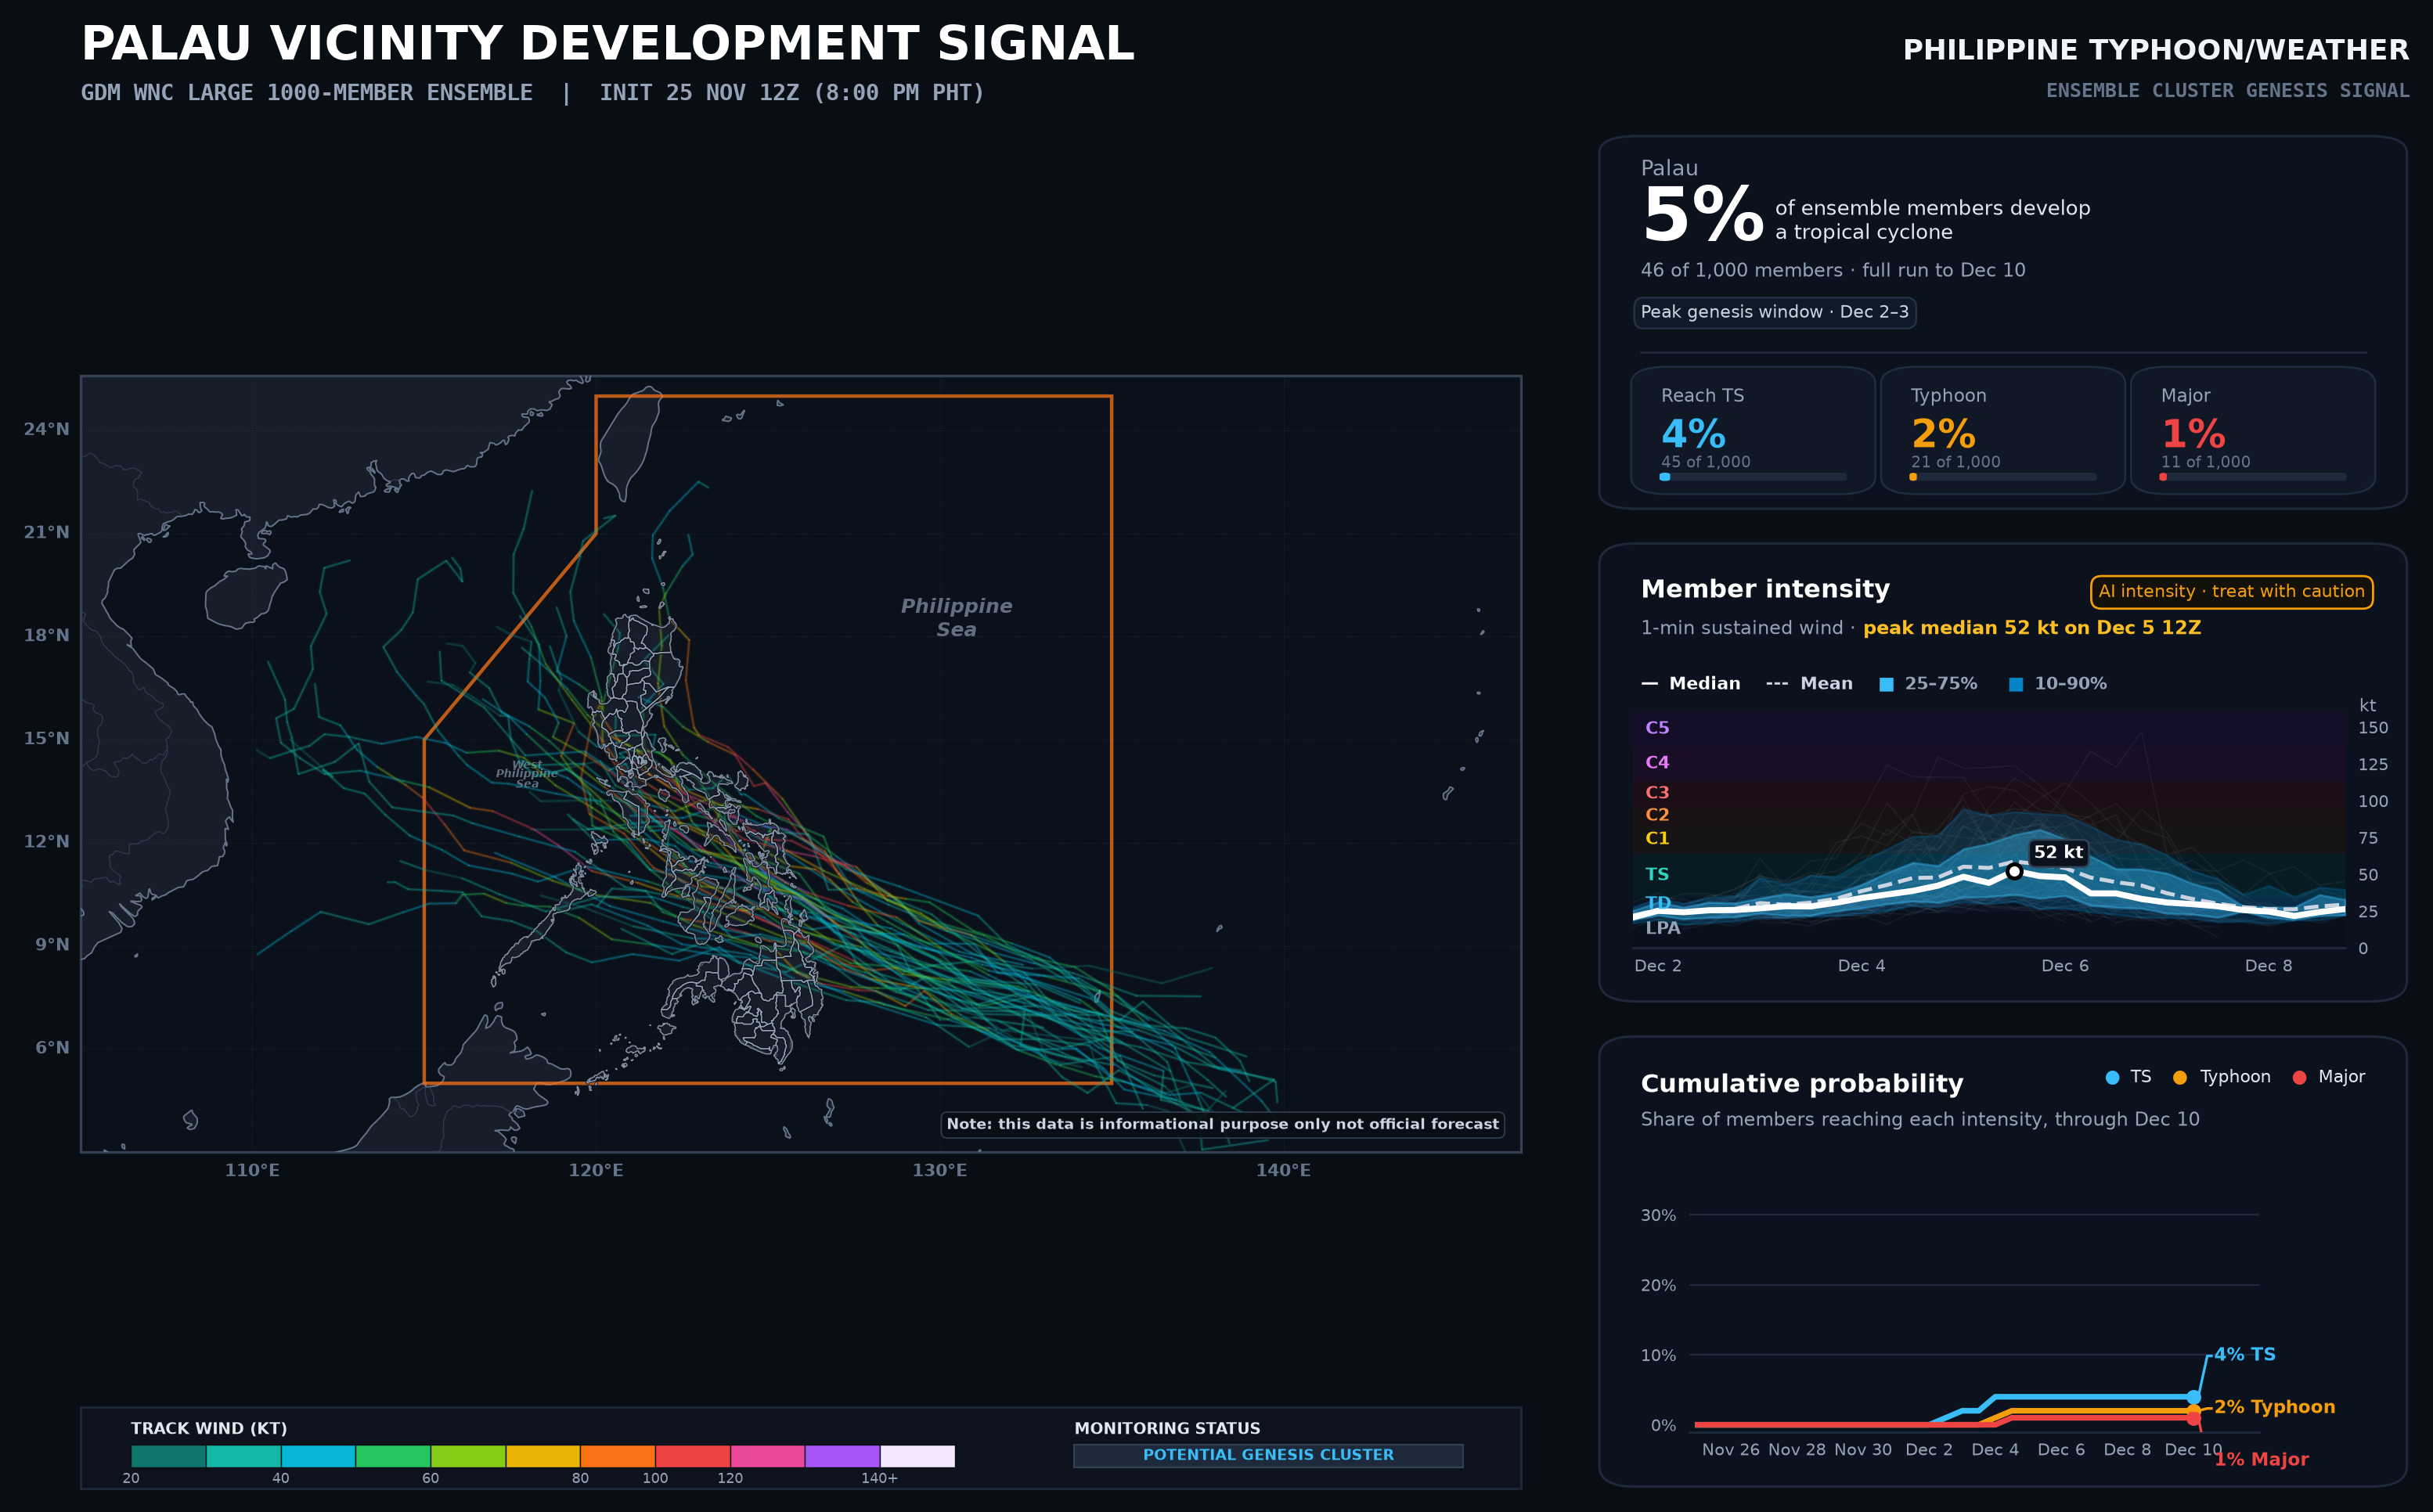 PALAU VICINITY DEVELOPMENT SIGNAL
GDM WNC LARGE 1000-MEMBER ENSEMBLE | INIT 25 NOV 12Z (8:00 PM PHT)
PHILIPPINE TYPHOON/WEATHER
ENSEMBLE CLUSTER GENESIS SIGNAL
24°N
21°N
18°N
15°N
12°N
9°N
6°N
110°E
120°E
130°E
140°E
Philippine
Sea
West
Philippine
Sea
Note: this data is informational purpose only not official forecast
TRACK WIND (KT)
20
40
60
80
100
120
140+
MONITORING STATUS
POTENTIAL GENESIS CLUSTER
Palau
5%
of ensemble members develop
a tropical cyclone
46 of 1,000 members · full run to Dec 10
Peak genesis window · Dec 2–3
Reach TS
4%
45 of 1,000
Typhoon
2%
21 of 1,000
Major
1%
11 of 1,000
Member intensity
AI intensity · treat with caution
1-min sustained wind · peak median 52 kt on Dec 5 12Z
Median
Mean
25–75%
10–90%
kt
C5
C4
C3
C2
C1
TS
TD
LPA
150
125
100
75
50
25
0
52 kt
Dec 2
Dec 4
Dec 6
Dec 8
Cumulative probability
TS
Typhoon
Major
Share of members reaching each intensity, through Dec 10
30%
20%
10%
0%
4% TS
2% Typhoon
1% Major
Nov 26
Nov 28
Nov 30
Dec 2
Dec 4
Dec 6
Dec 8
Dec 10